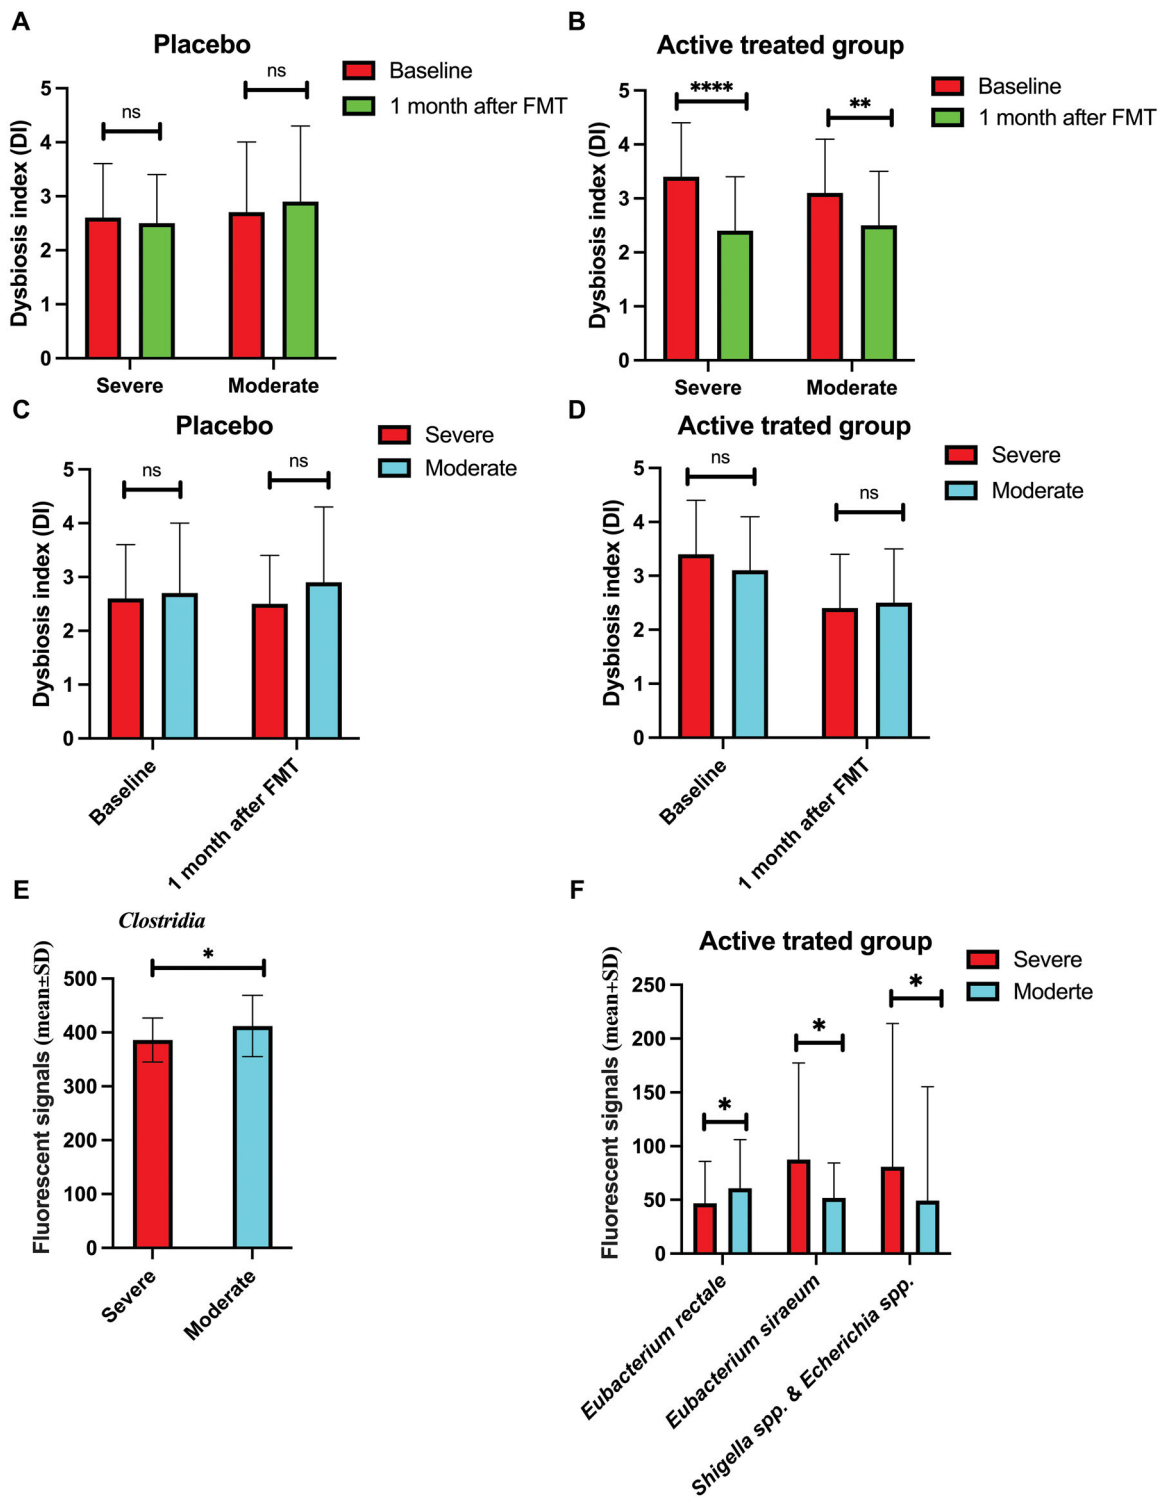 A
Placebo
Baseline
1 month after FMT
ns
ns
Dysbiosis index (DI)
5
4
3
2
1
0
Severe
Moderate
B
Active treated group
Baseline
1 month after FMT
****
**
Dysbiosis index (DI)
5
4
3
2
1
0
Severe
Moderate
C
Placebo
Severe
Moderate
ns
ns
Dysbiosis index (DI)
5
4
3
2
1
0
Baseline
1 month after FMT
D
Active trated group
Severe
Moderate
ns
ns
Dysbiosis index (DI)
5
4
3
2
1
0
Baseline
1 month after FMT
E
Clostridia
*
Fluorescent signals (mean±SD)
500
400
300
200
100
0
Severe
Moderate
F
Active trated group
Severe
Moderte
*
*
*
Fluorescent signals (mean+SD)
250
200
150
100
50
0
Eubacterium rectale
Eubacterium siraeum
Shigella spp. & Echerichia spp.